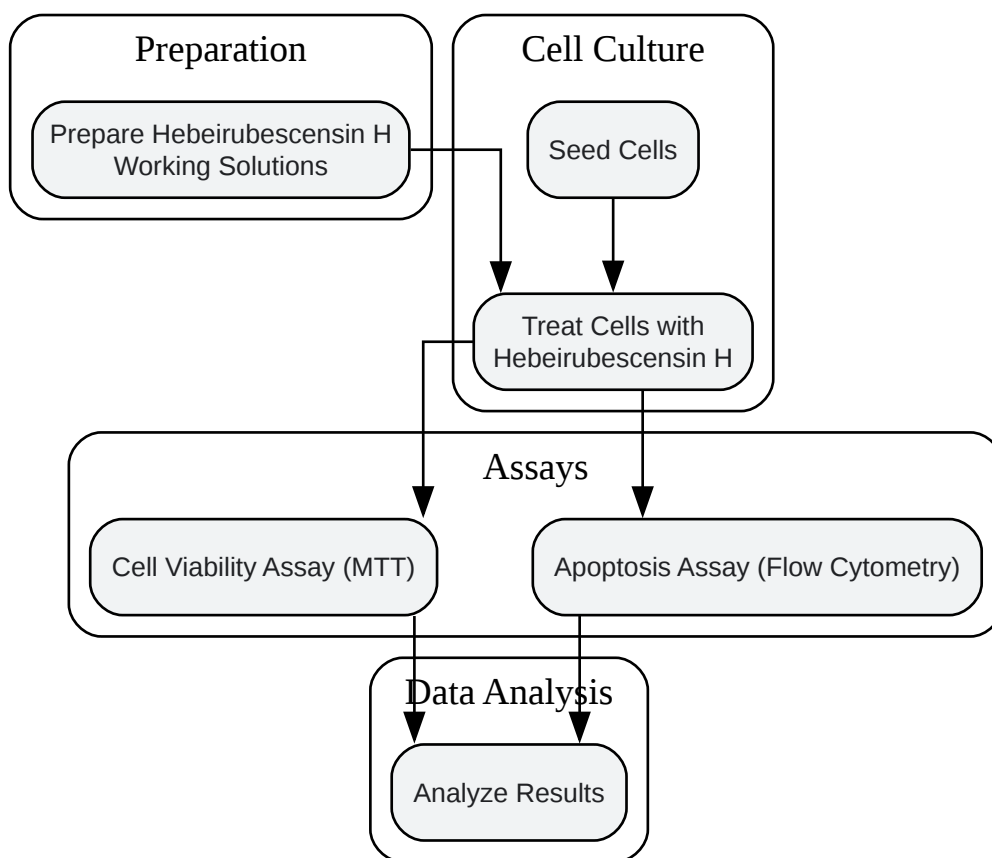 Preparation
Prepare Hebeirubescensin H
Working Solutions
Cell Culture
Seed Cells
Treat Cells with
Hebeirubescensin H
Assays
Cell Viability Assay (MTT)
Apoptosis Assay (Flow Cytometry)
Data Analysis
Analyze Results